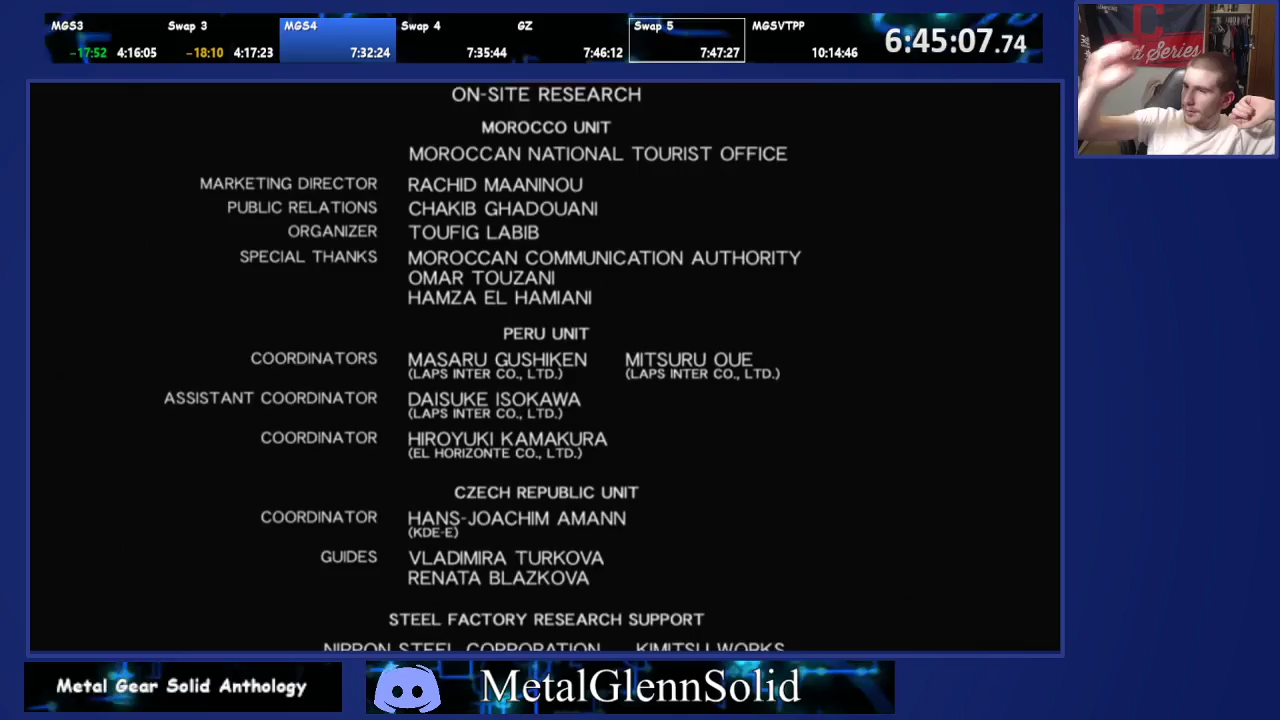 MGS3
-17:52 4:16:05
Swap 3
-18:10 4:17:23
MGS4
7:32:24
Swap 4
7:35:44
GZ
7:46:12
Swap 5
7:47:27
MGSVTPP
10:14:46
6:45:07.74
ON-SITE RESEARCH
MOROCCO UNIT
MOROCCAN NATIONAL TOURIST OFFICE
MARKETING DIRECTOR RACHID MAANINOU
PUBLIC RELATIONS CHAKIB GHADOUANI
ORGANIZER TOUFIG LABIB
SPECIAL THANKS MOROCCAN COMMUNICATION AUTHORITY
OMAR TOUZANI
HAMZA EL HAMIANI
PERU UNIT
COORDINATORS MASARU GUSHIKEN MITSURU OUE
(LAPS INTER CO., LTD.) (LAPS INTER CO., LTD.)
ASSISTANT COORDINATOR DAISUKE ISOKAWA
(LAPS INTER CO., LTD.)
COORDINATOR HIROYUKI KAMAKURA
(EL HORIZONTE CO., LTD.)
CZECH REPUBLIC UNIT
COORDINATOR HANS-JOACHIM AMANN
(KDE-E)
GUIDES VLADIMIRA TURKOVA
RENATA BLAZKOVA
STEEL FACTORY RESEARCH SUPPORT
NIPPON STEEL CORPORATION KIMITSU WORKS
Metal Gear Solid Anthology
MetalGlennSolid
C
Series